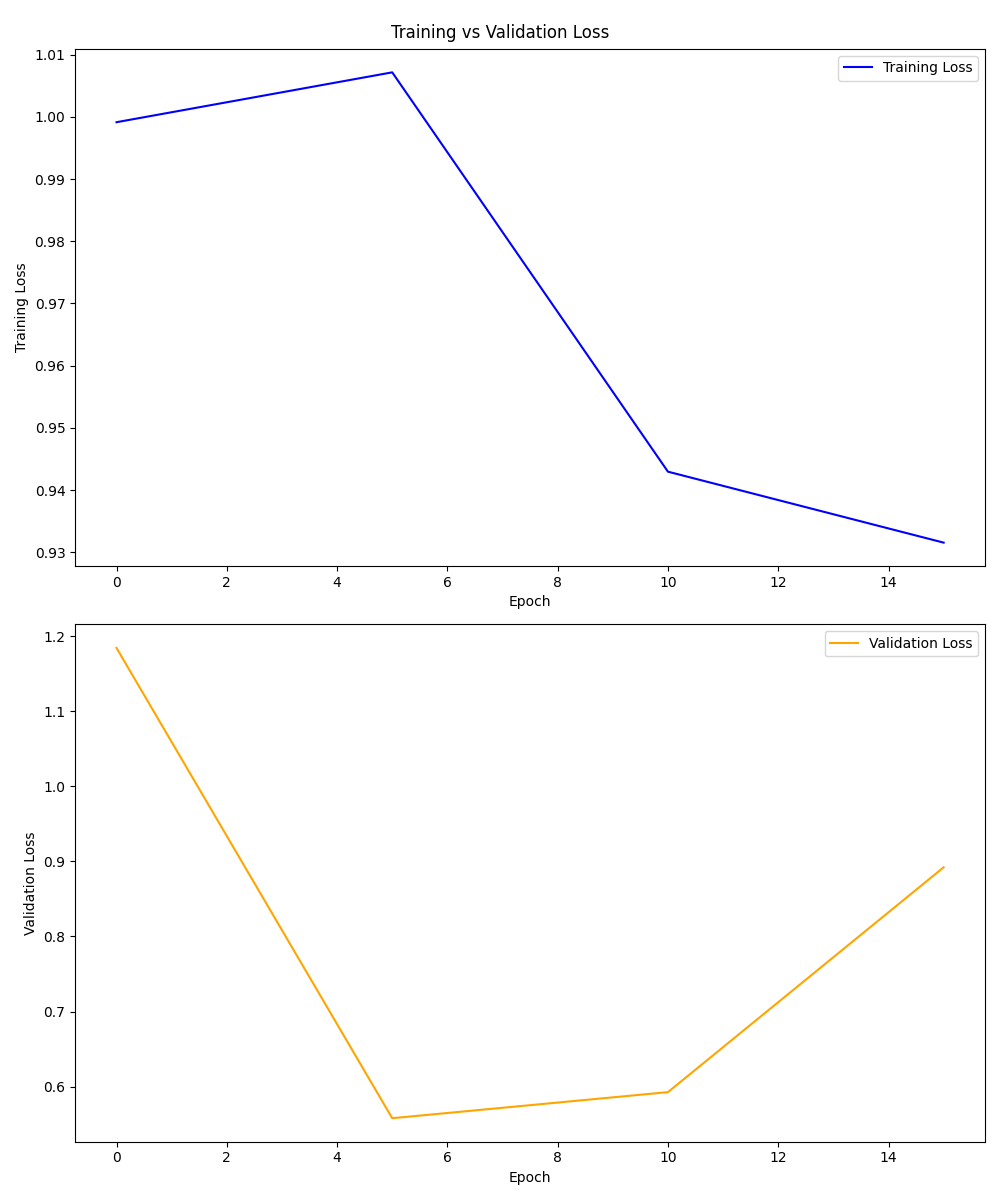 Training vs Validation Loss
Training Loss
1.01
1.00
0.99
0.98
0.97
0.96
0.95
0.94
0.93
Training Loss
0 2 4 6 8 10 12 14
Epoch
Validation Loss
1.2
1.1
1.0
0.9
0.8
0.7
0.6
Validation Loss
0 2 4 6 8 10 12 14
Epoch